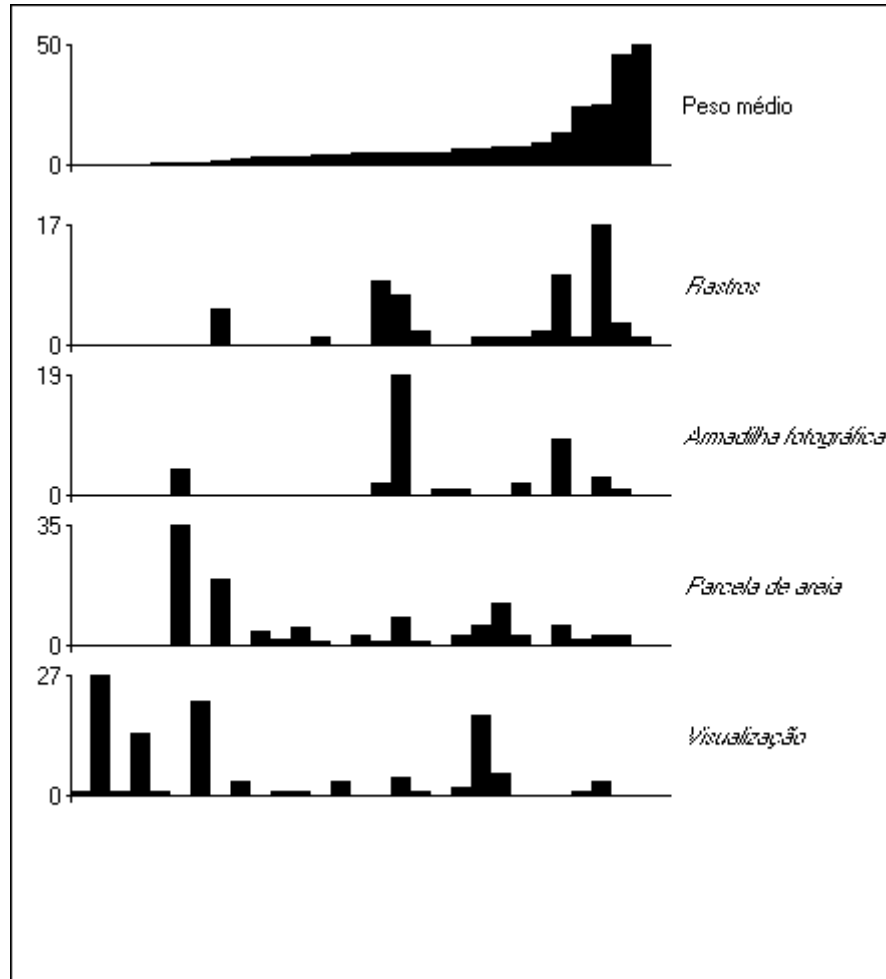 50
Peso médio
0
17
Rastros
0
19
Armadilha fotográfica
0
35
Parcela de areia
0
27
Visualização
0